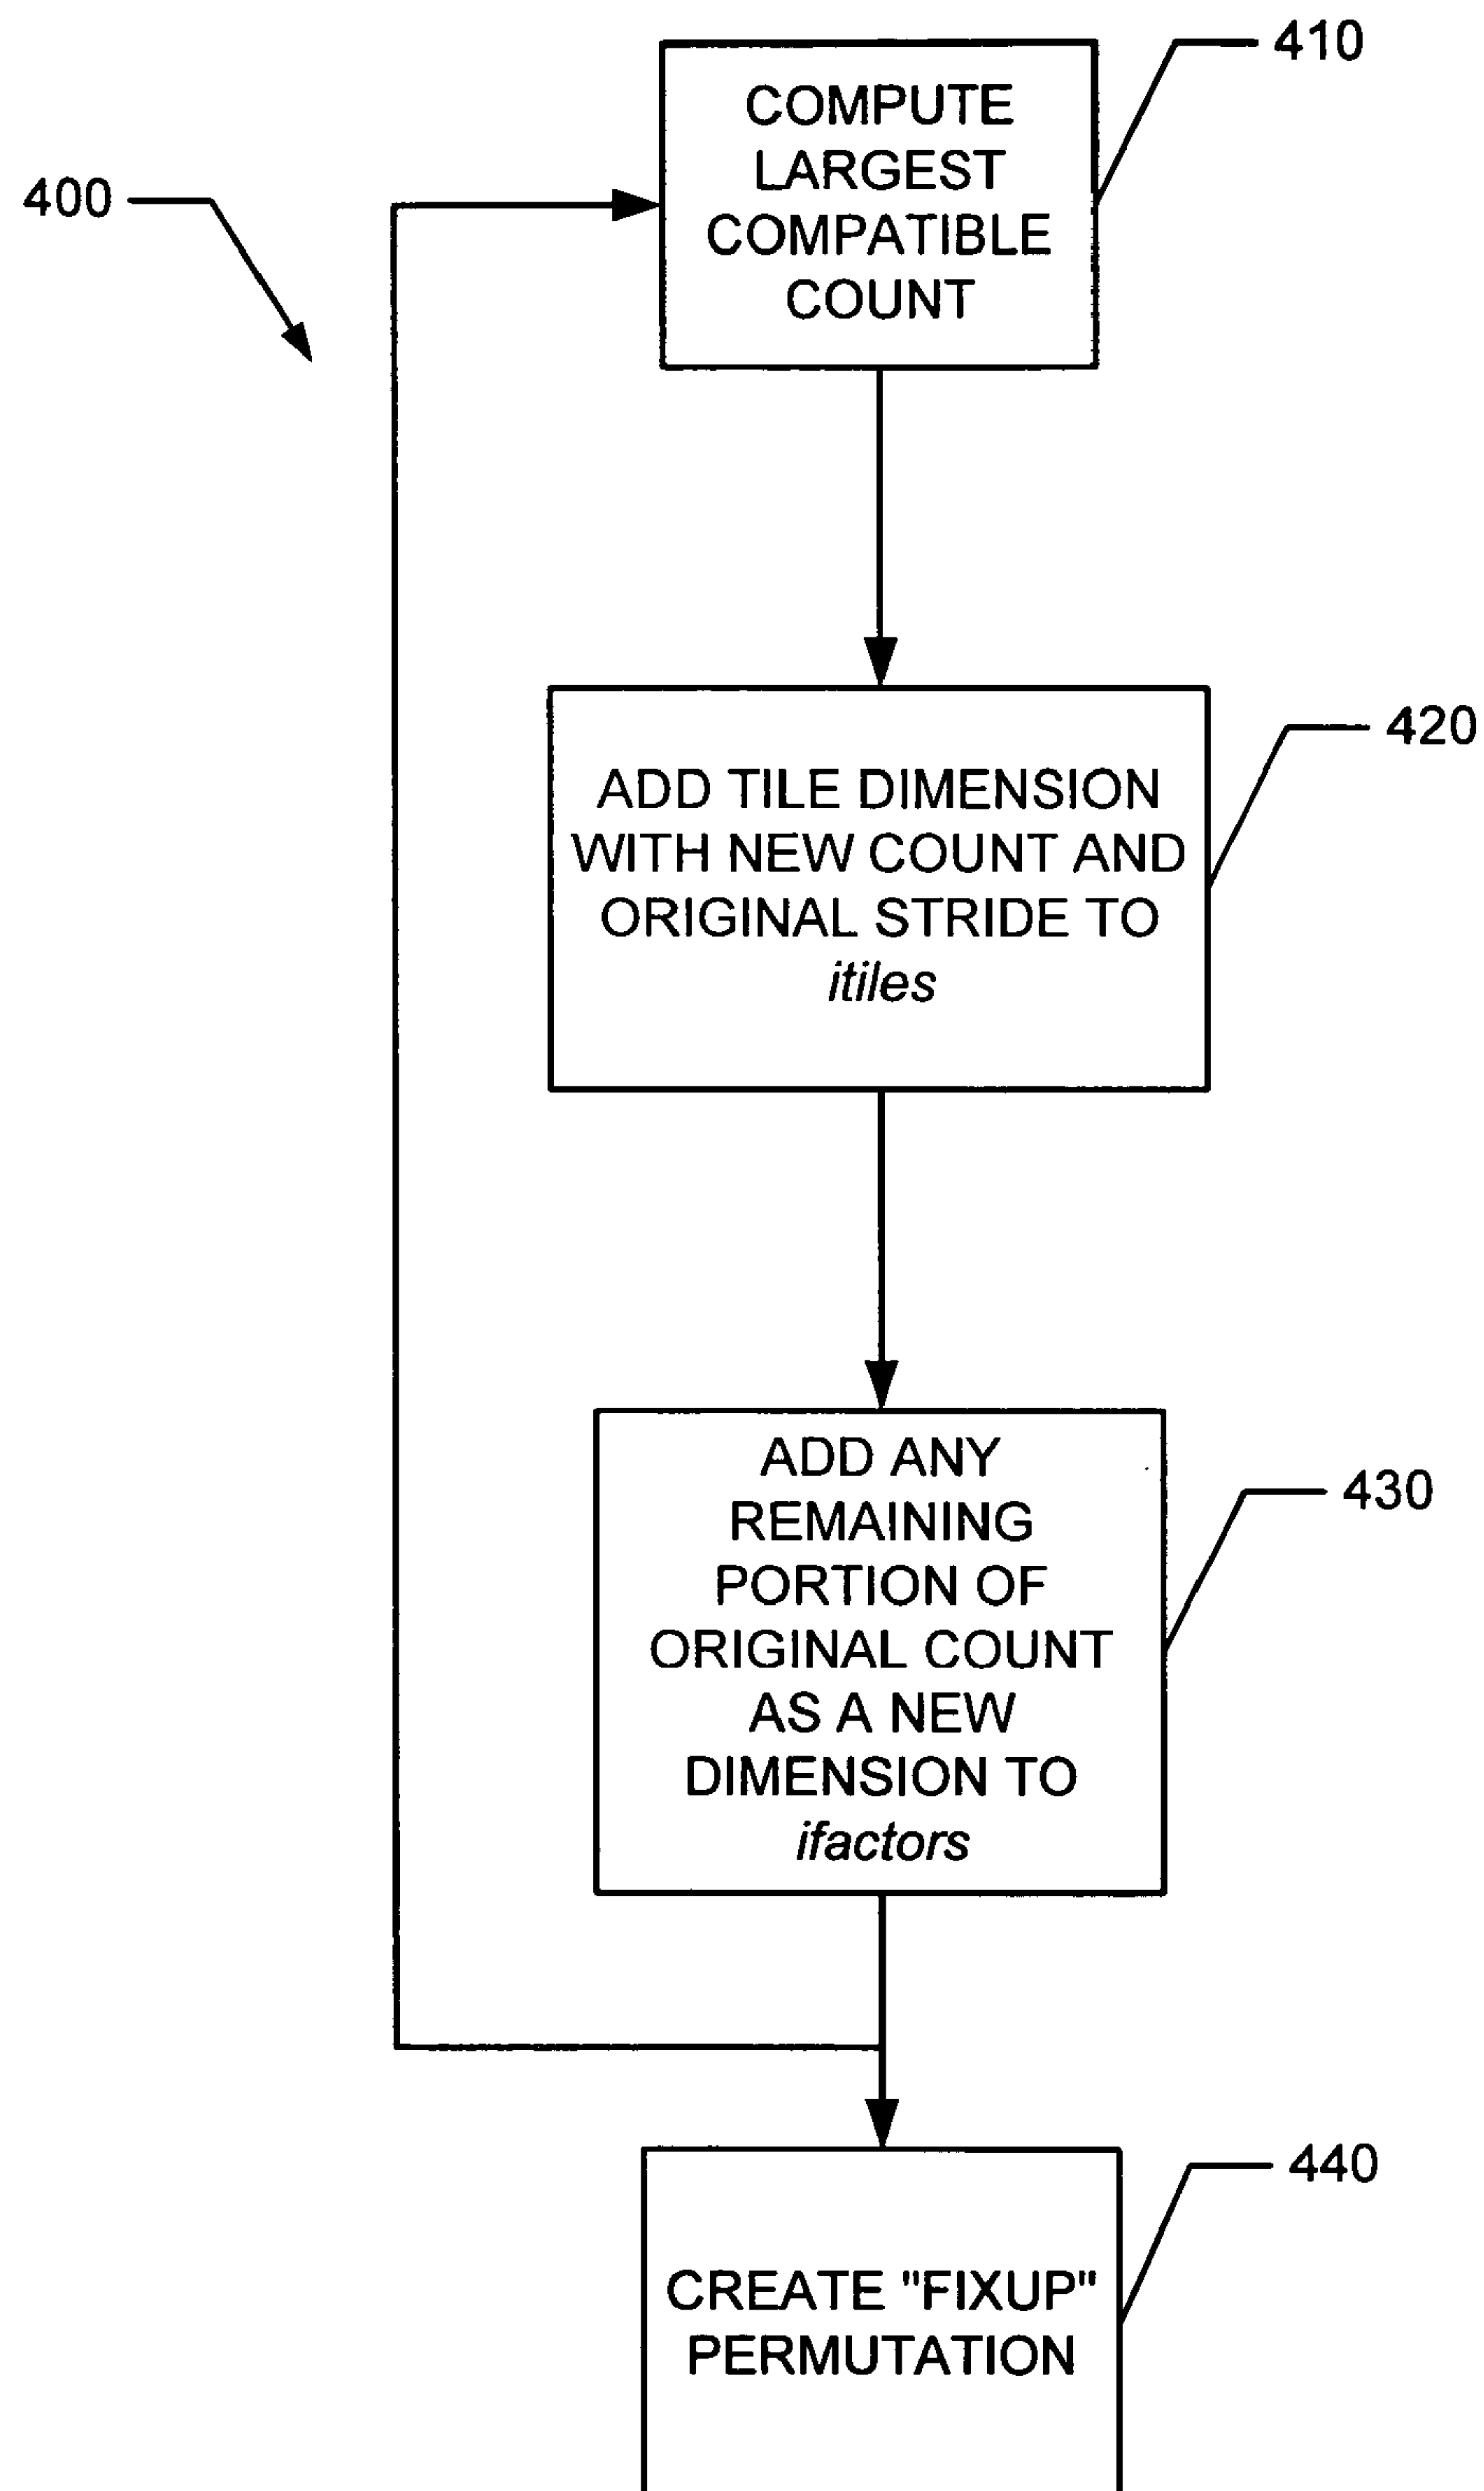 410
COMPUTE
LARGEST
COMPATIBLE
COUNT
400
420
ADD TILE DIMENSION
WITH NEW COUNT AND
ORIGINAL STRIDE TO
itiles
430
ADD ANY
REMAINING
PORTION OF
ORIGINAL COUNT
AS A NEW
DIMENSION TO
ifactors
440
CREATE "FIXUP"
PERMUTATION